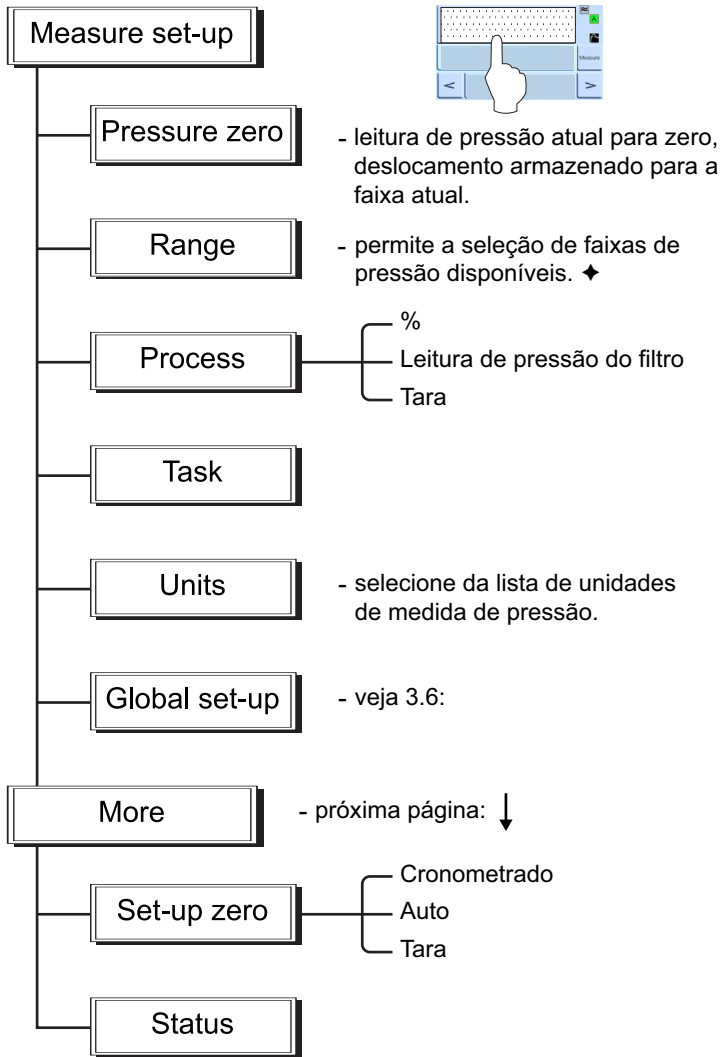 Measure set-up
A
Measure
<
>
Pressure zero
- leitura de pressão atual para zero,
deslocamento armazenado para a
faixa atual.
Range
- permite a seleção de faixas de
pressão disponíveis. ✦
Process
%
Leitura de pressão do filtro
Tara
Task
Units
- selecione da lista de unidades
de medida de pressão.
Global set-up
- veja 3.6:
More
- próxima página: ↓
Set-up zero
Cronometrado
Auto
Tara
Status